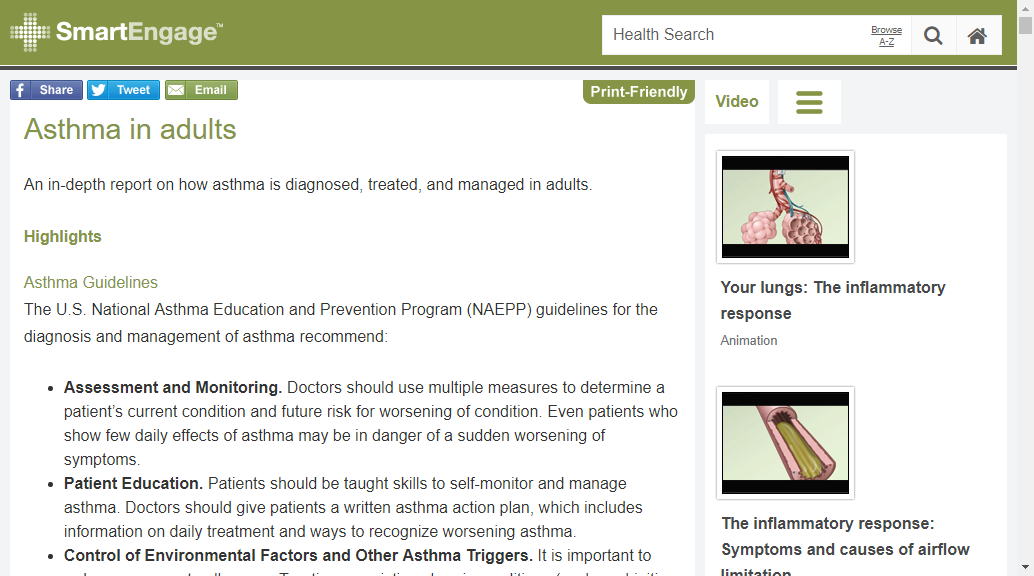 SmartEngage™
Health Search
Browse
A-Z
Share
Tweet
Email
Print-Friendly
Video
Asthma in adults
An in-depth report on how asthma is diagnosed, treated, and managed in adults.
Highlights
Asthma Guidelines
The U.S. National Asthma Education and Prevention Program (NAEPP) guidelines for the
diagnosis and management of asthma recommend:
• Assessment and Monitoring. Doctors should use multiple measures to determine a
patient’s current condition and future risk for worsening of condition. Even patients who
show few daily effects of asthma may be in danger of a sudden worsening of
symptoms.
• Patient Education. Patients should be taught skills to self-monitor and manage
asthma. Doctors should give patients a written asthma action plan, which includes
information on daily treatment and ways to recognize worsening asthma.
• Control of Environmental Factors and Other Asthma Triggers. It is important to
Your lungs: The inflammatory
response
Animation
The inflammatory response:
Symptoms and causes of airflow
limitation